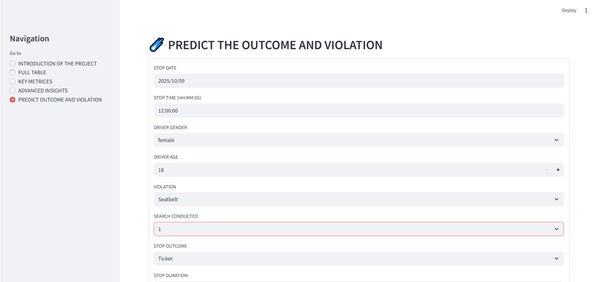 Deploy
Navigation
Go to
INTRODUCTION OF THE PROJECT
FULL TABLE
KEY METRICES
ADVANCED INSIGHTS
PREDICT OUTCOME AND VIOLATION
PREDICT THE OUTCOME AND VIOLATION
STOP DATE
2025/10/09
STOP TIME (HH:MM:SS)
12:00:00
DRIVER GENDER
female
DRIVER AGE
18
VIOLATION
Seatbelt
SEARCH CONDUCTED
1
STOP OUTCOME
Ticket
STOP DURATION